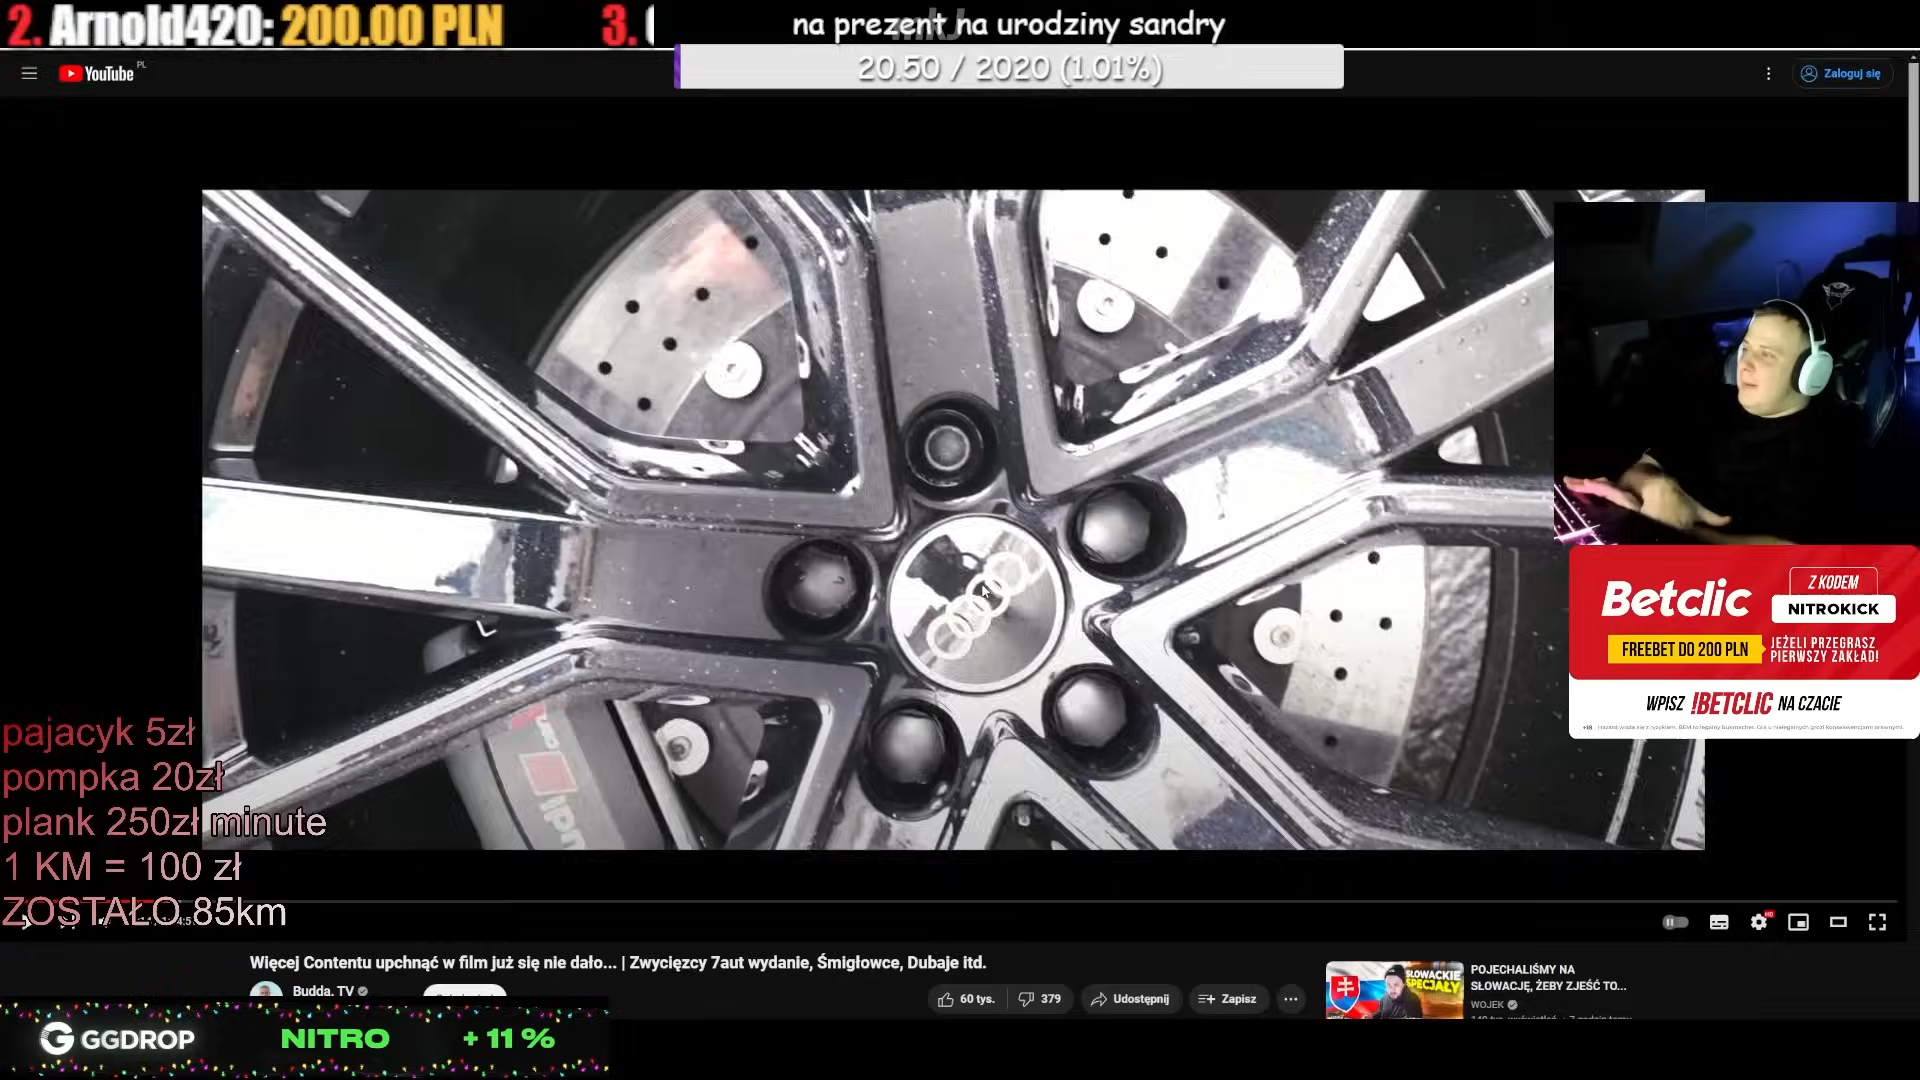 2. Arnold420: 200.00 PLN
3.
na prezent na urodziny sandry
20.50 / 2020 (1.01%)
YouTube PL
Zaloguj się
Betclic
Z KODEM
NITROKICK
FREEBET DO 200 PLN
JEŻELI PRZEGRASZ
PIERWSZY ZAKŁAD!
WPISZ !BETCLIC NA CZACIE
pajacyk 5zł
pompka 20zł
plank 250zł minute
1 KM = 100 zł
ZOSTAŁO 85km
HD
Więcej Contentu upchnąć w film już się nie dało... | Zwycięzcy 7aut wydanie, Śmigłowce, Dubaje itd.
Budda. TV
60 tys.
379
Udostępnij
Zapisz
SŁOWACKIE
SPECJAŁY
POJECHALIŚMY NA
SŁOWACJĘ, ŻEBY ZJEŚĆ TO...
WOJEK
GGDROP
NITRO
+ 11 %